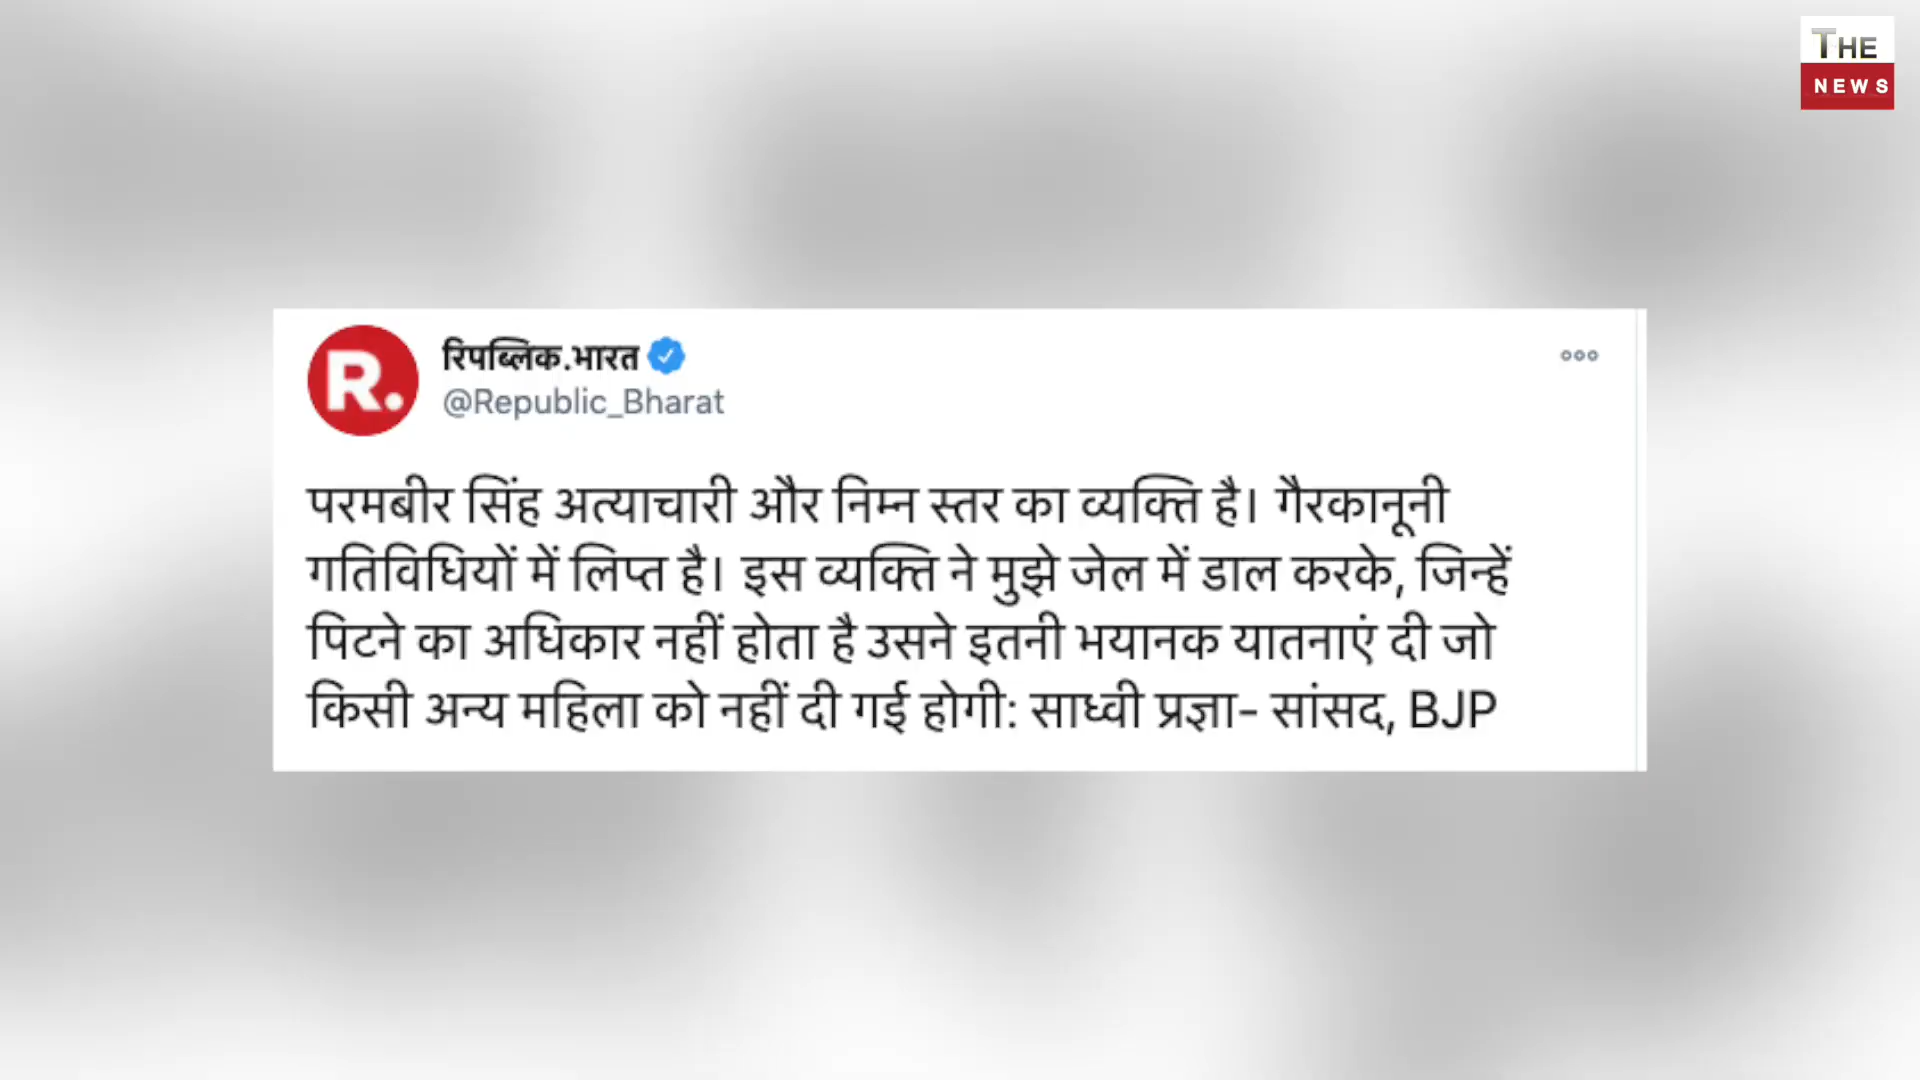 THE
NEWS
रिपब्लिक.भारत
@Republic_Bharat
परमबीर सिंह अत्याचारी और निम्न स्तर का व्यक्ति है। गैरकानूनी
गतिविधियों में लिप्त है। इस व्यक्ति ने मुझे जेल में डाल करके, जिन्हें
पिटने का अधिकार नहीं होता है उसने इतनी भयानक यातनाएं दी जो
किसी अन्य महिला को नहीं दी गई होगी: साध्वी प्रज्ञा- सांसद, BJP
R.